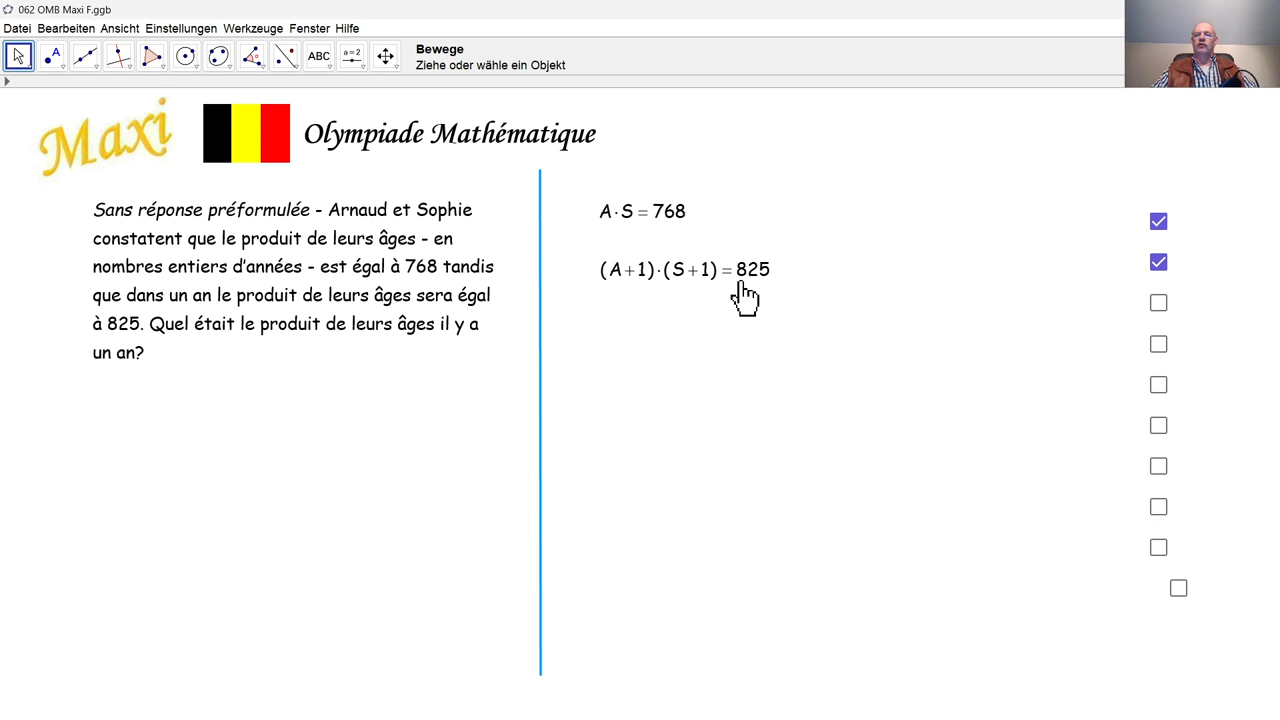 062 OMB Maxi F.ggb
Datei Bearbeiten Ansicht Einstellungen Werkzeuge Fenster Hilfe
A
ABC
a=2
Bewege
Ziehe oder wähle ein Objekt
Maxi
Olympiade Mathématique
Sans réponse préformulée - Arnaud et Sophie
constatent que le produit de leurs âges - en
nombres entiers d'années - est égal à 768 tandis
que dans un an le produit de leurs âges sera égal
à 825. Quel était le produit de leurs âges il y a
un an?
A·S = 768
(A+1)·(S+1) = 825